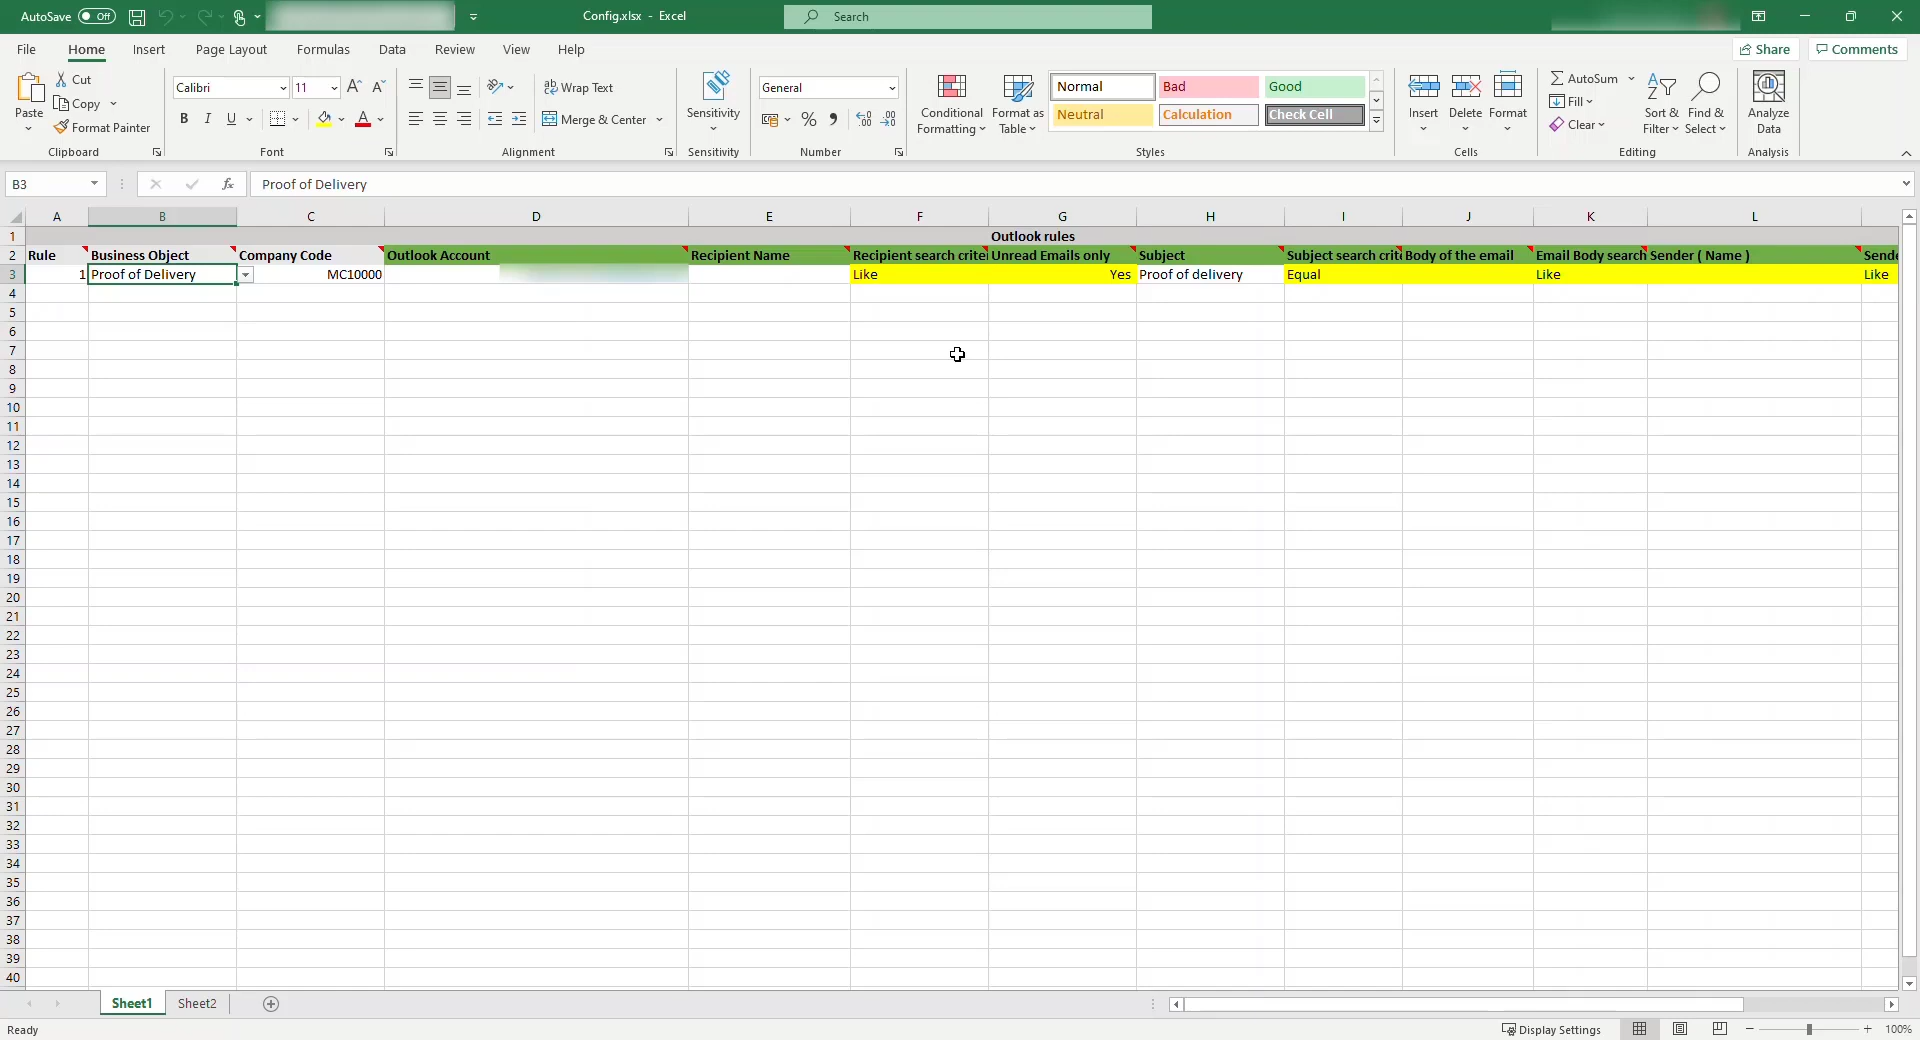 AutoSave Off Config.xlsx - Excel Search
File Home Insert Page Layout Formulas Data Review View Help Share Comments
Paste Cut Copy Format Painter Clipboard
Calibri 11 A A B I U A Font
Wrap Text Merge & Center Alignment
Sensitivity Sensitivity
General % Number
Conditional Formatting Format as Table
Normal Bad Good
Neutral Calculation Check Cell
Styles
Insert Delete Format Cells
AutoSum Fill Clear Sort & Filter Find & Select Editing
Analyze Data Analysis
B3 fx Proof of Delivery
A B C D E F G H I J K L
1 Outlook rules
2 Rule Business Object Company Code Outlook Account Recipient Name Recipient search crite Unread Emails only Subject Subject search crit Body of the email Email Body search Sender ( Name ) Sende
3 1 Proof of Delivery MC10000 Like Yes Proof of delivery Equal Like Like
4
5
6
7
8
9
10
11
12
13
14
15
16
17
18
19
20
21
22
23
24
25
26
27
28
29
30
31
32
33
34
35
36
37
38
39
40
Sheet1 Sheet2
Ready Display Settings 100%